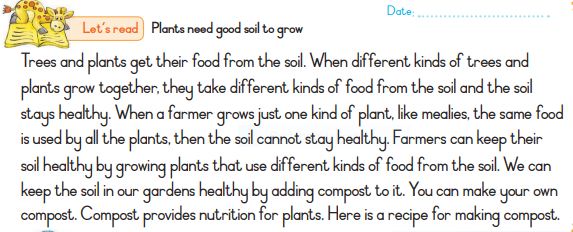 Date:
Let's read Plants need good soil to grow
Trees and plants get their food from the soil. When different kinds of trees and
plants grow together, they take different kinds of food from the soil and the soil
stays healthy. When a farmer grows just one kind of plant, like mealies, the same food
is used by all the plants, then the soil cannot stay healthy. Farmers can keep their
soil healthy by growing plants that use different kinds of food from the soil. We can
keep the soil in our gardens healthy by adding compost to it. You can make your own
compost. Compost provides nutrition for plants. Here is a recipe for making compost.